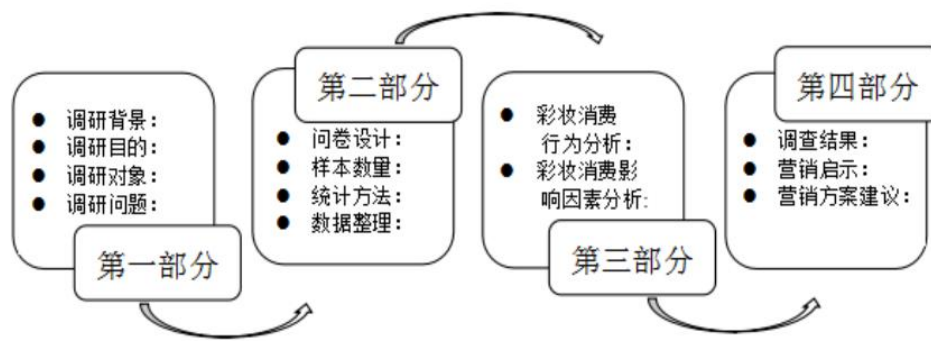 第一部分
调研背景：
调研目的：
调研对象：
调研问题：
第二部分
问卷设计：
样本数量：
统计方法：
数据整理：
第三部分
彩妆消费
行为分析：
彩妆消费影
响因素分析:
第四部分
调查结果：
营销启示：
营销方案建议：